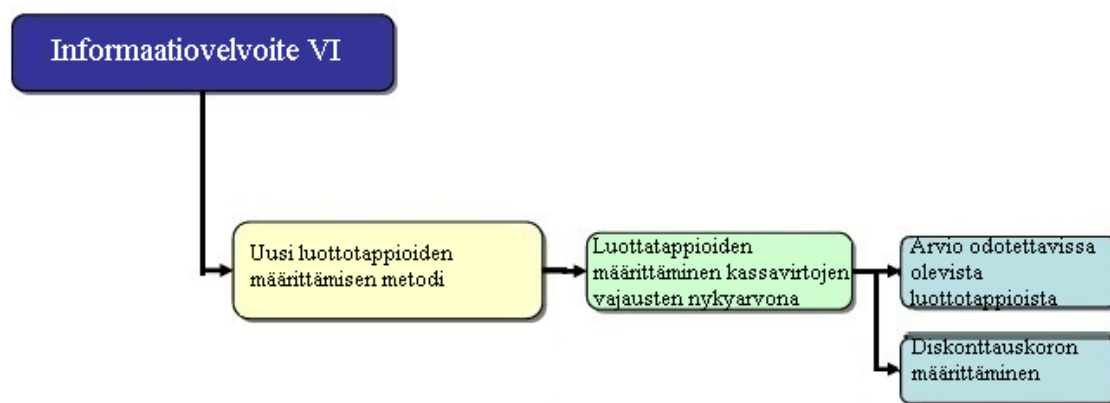 Informaatiovelvoite VI
Uusi luottotappioiden
määrittämisen metodi
Luottatappioiden
määrittäminen kassavirtojen
vajausten nykyarvona
Arvio odotettavissa
olevista
luottotappioista
Diskonttauskoron
määrittäminen